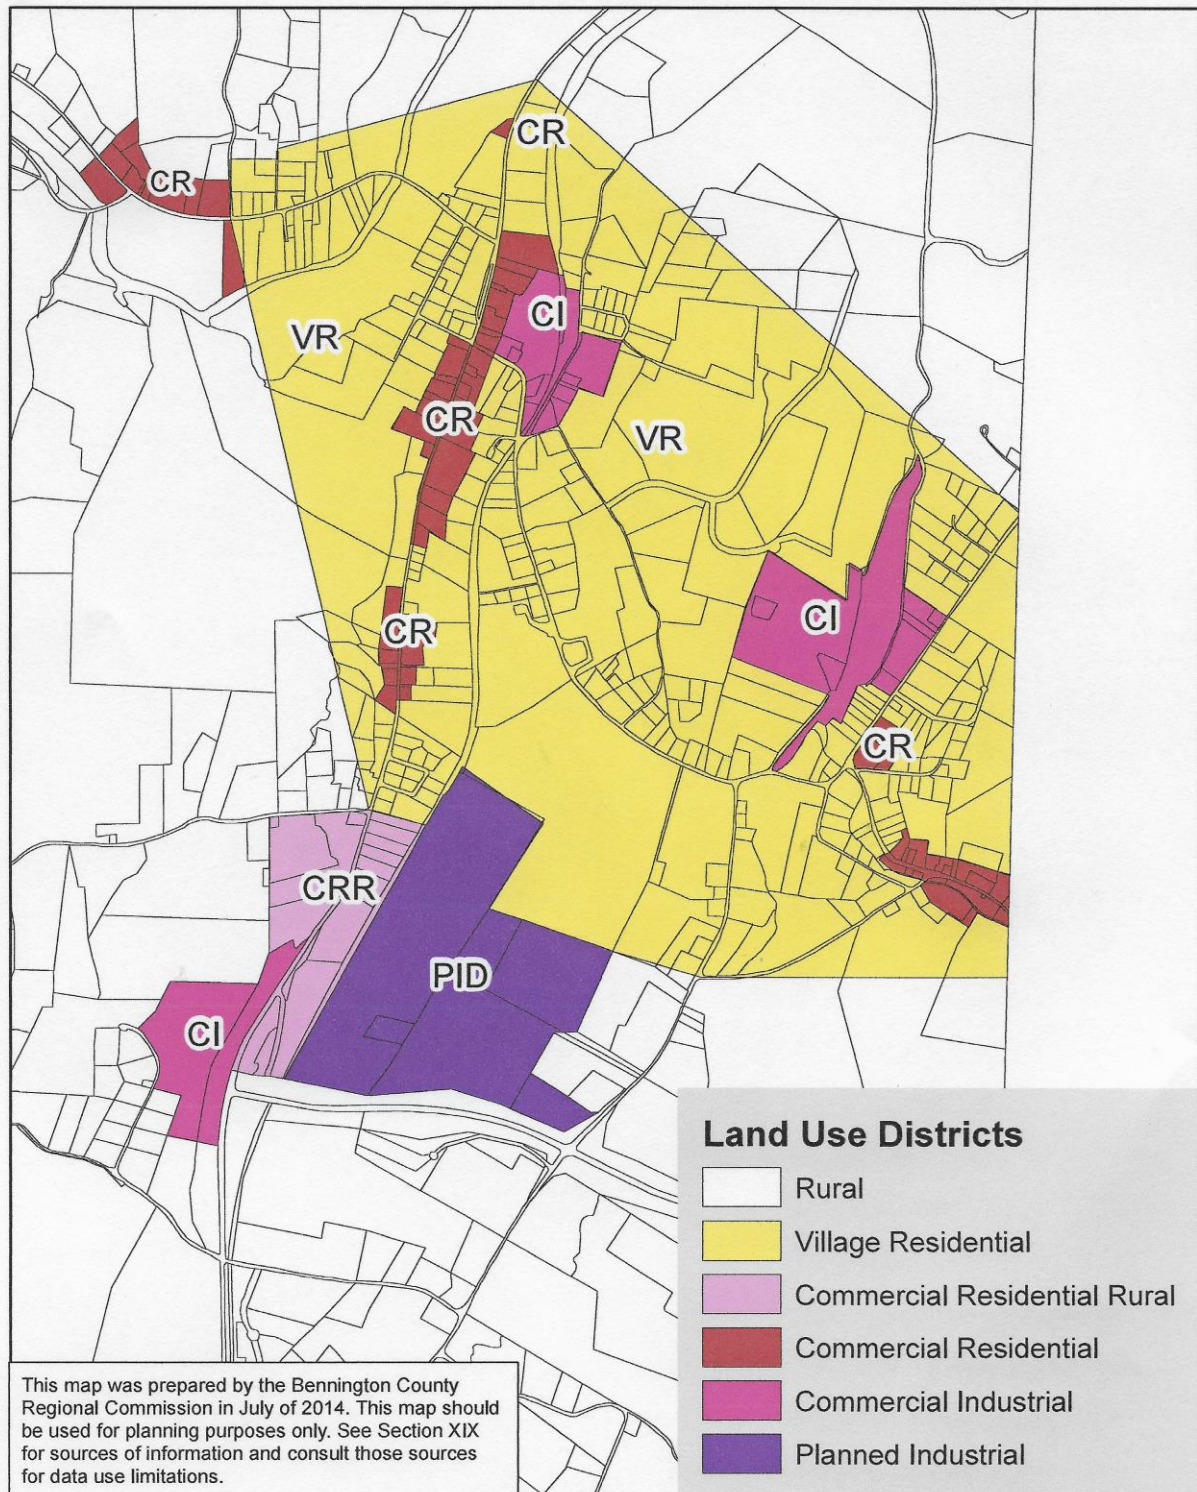 CR
CR
CI
VR
CR
VR
CI
CR
CR
CRR
PID
CI
Land Use Districts
Rural
Village Residential
Commercial Residential Rural
Commercial Residential
Commercial Industrial
Planned Industrial
This map was prepared by the Bennington County
Regional Commission in July of 2014. This map should
be used for planning purposes only. See Section XIX
for sources of information and consult those sources
for data use limitations.